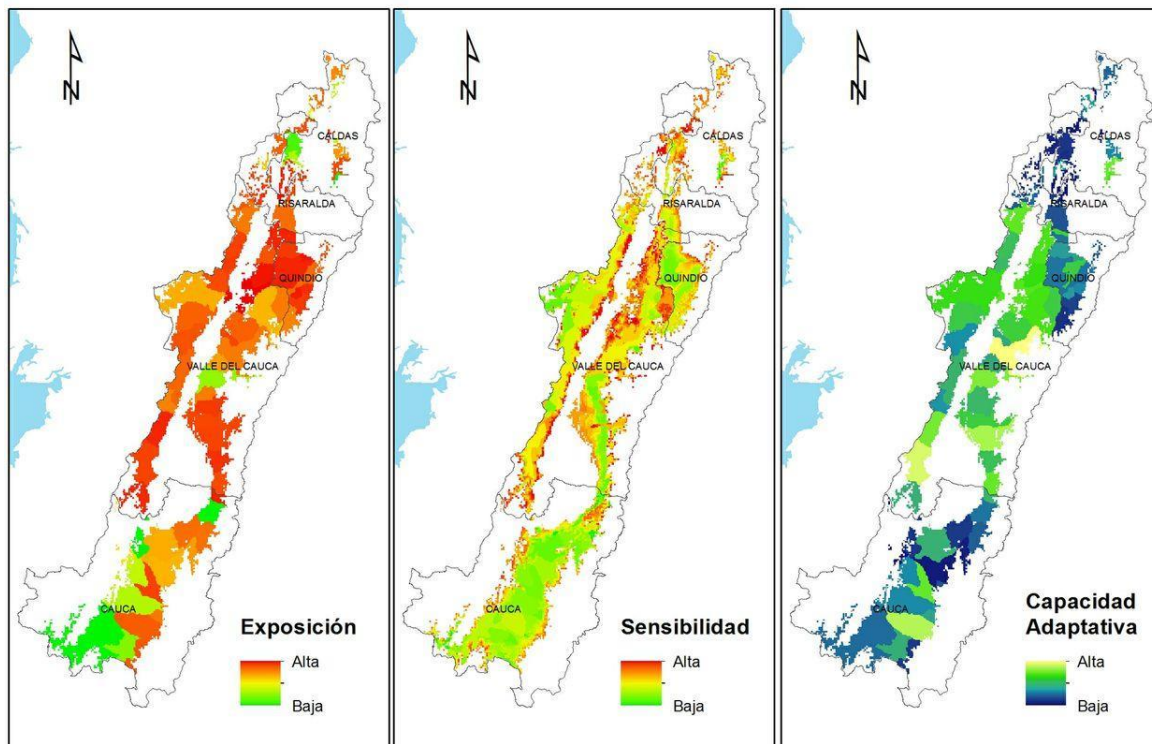 N
CALDAS
RISARALDA
QUINDIO
VALLE DEL CAUCA
CAUCA
Exposición
Alta
Baja
N
CALDAS
RISARALDA
QUINDIO
VALLE DEL CAUCA
CAUCA
Sensibilidad
Alta
Baja
N
CALDAS
RISARALDA
QUINDIO
VALLE DEL CAUCA
CAUCA
Capacidad
Adaptativa
Alta
Baja